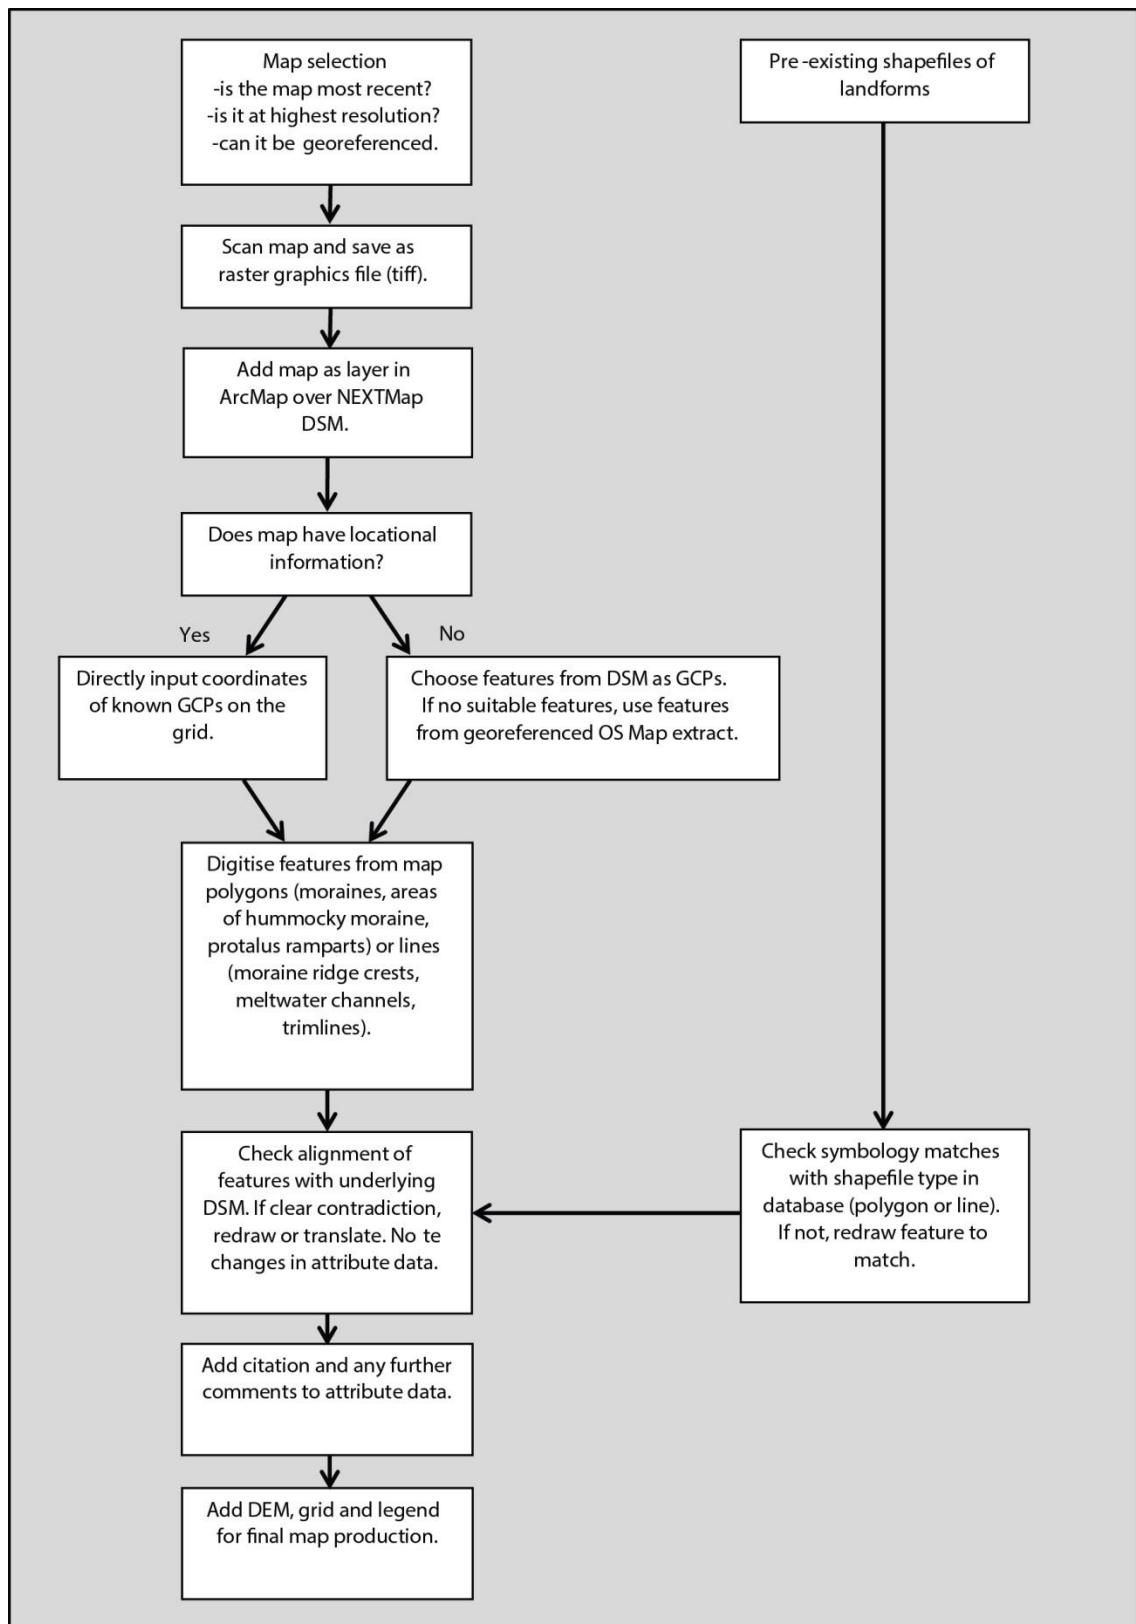 Map selection
-is the map most recent?
-is it at highest resolution?
-can it be georeferenced.
Pre -existing shapefiles of
landforms
Scan map and save as
raster graphics file (tiff).
Add map as layer in
ArcMap over NEXTMap
DSM.
Does map have locational
information?
Yes
No
Directly input coordinates
of known GCPs on the
grid.
Choose features from DSM as GCPs.
If no suitable features, use features
from georeferenced OS Map extract.
Digitise features from map
polygons (moraines, areas
of hummocky moraine,
protalus ramparts) or lines
(moraine ridge crests,
meltwater channels,
trimlines).
Check alignment of
features with underlying
DSM. If clear contradiction,
redraw or translate. No te
changes in attribute data.
Check symbology matches
with shapefile type in
database (polygon or line).
If not, redraw feature to
match.
Add citation and any further
comments to attribute data.
Add DEM, grid and legend
for final map production.